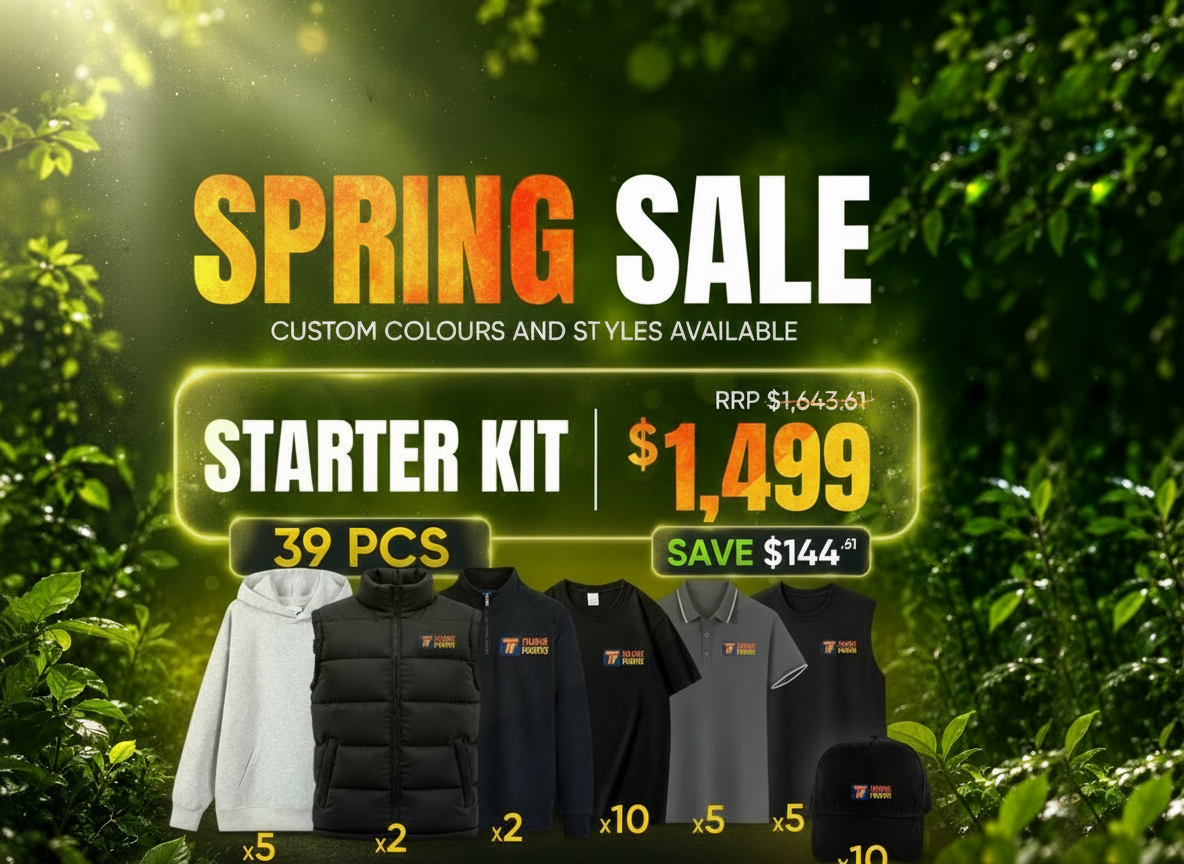 SPRING SALE
CUSTOM COLOURS AND STYLES AVAILABLE
RRP $1,643.61
STARTER KIT
$1,499
39 PCS
SAVE $144.61
x5
x2
x2
x10
x5
x5
x10